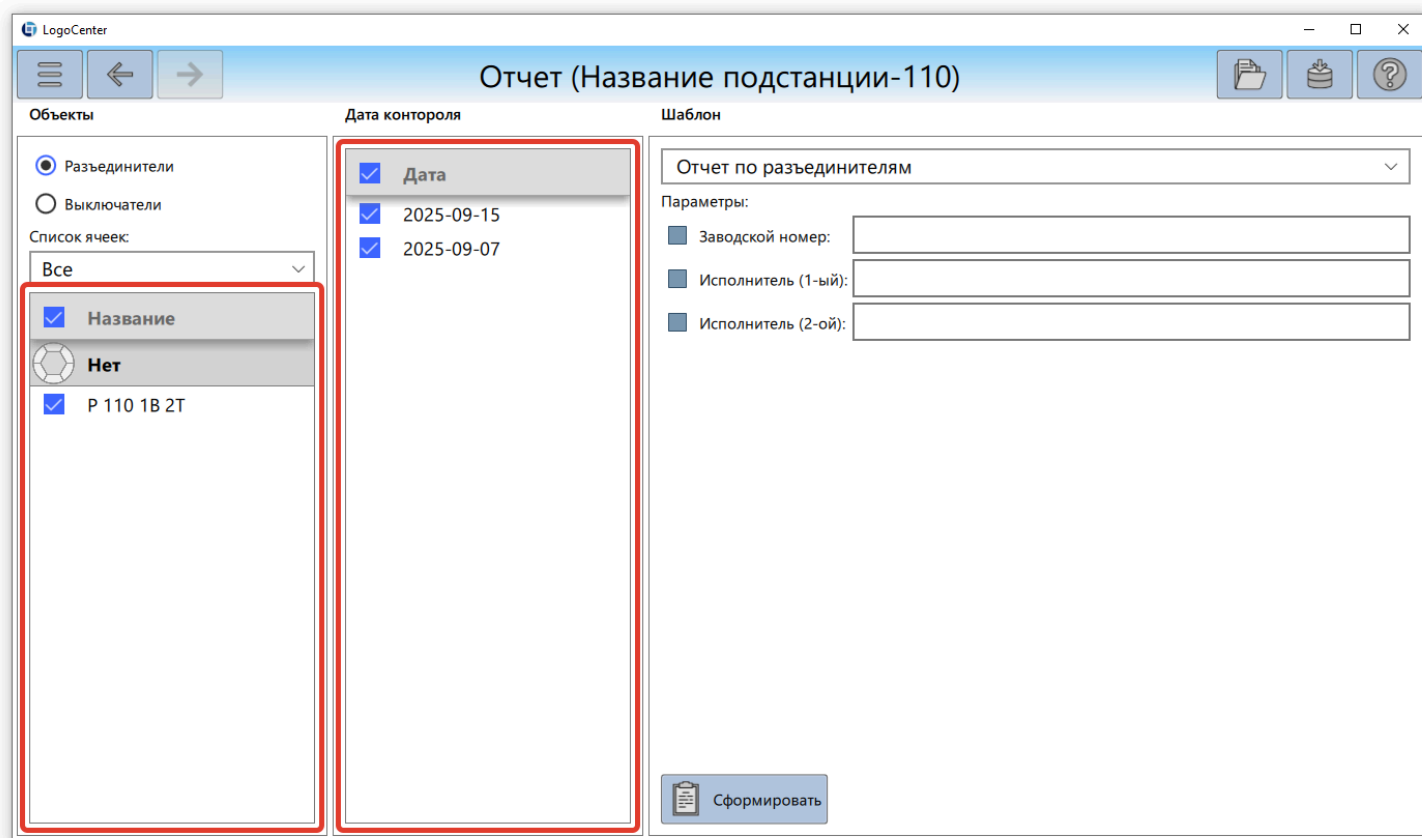 LogoCenter
Отчет (Название подстанции-110)
Объекты
Дата контороля
Шаблон
Разъединители
Выключатели
Список ячеек:
Все
Название
Нет
Р 110 1В 2Т
Дата
2025-09-15
2025-09-07
Отчет по разъединителям
Параметры:
Заводской номер:
Исполнитель (1-ый):
Исполнитель (2-ой):
Сформировать